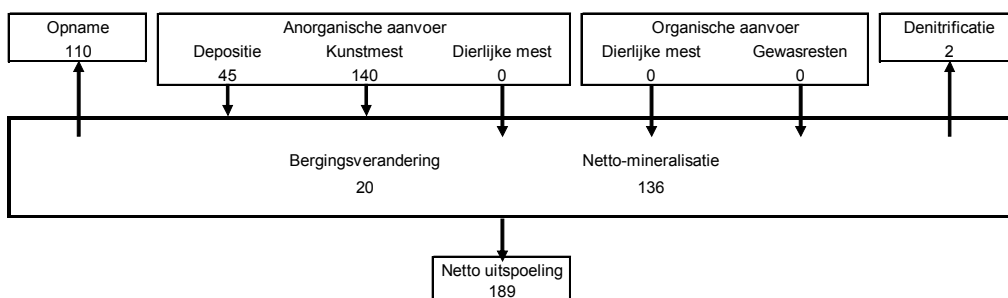 Opname
110
Anorganische aanvoer
Depositie Kunstmest Dierlijke mest
45 140 0
Organische aanvoer
Dierlijke mest Gewasresten
0 0
Denitrificatie
2
Bergingsverandering Netto-mineralisatie
20 136
Netto uitspoeling
189